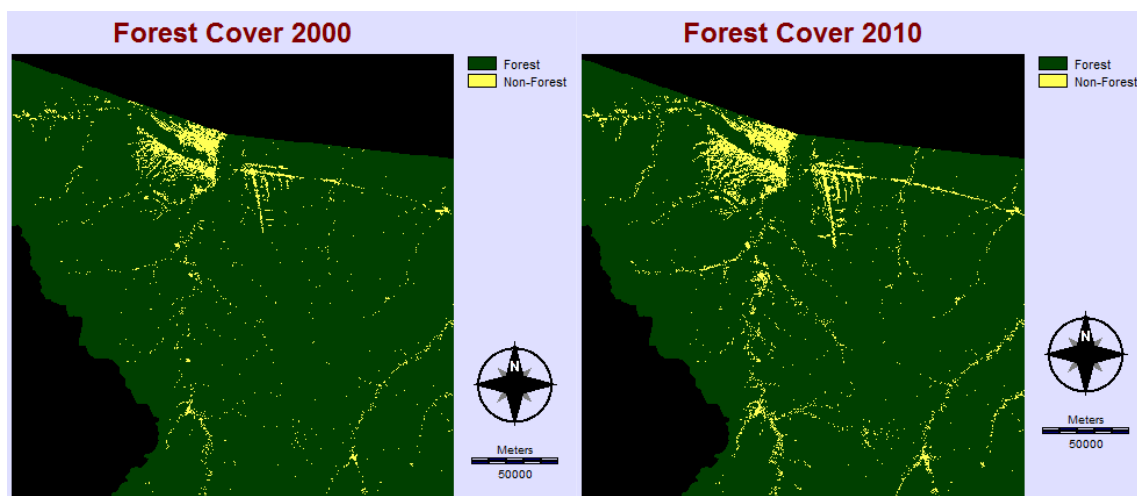 Forest Cover 2000
Forest
Non-Forest
N
Meters
50000
Forest Cover 2010
Forest
Non-Forest
N
Meters
50000